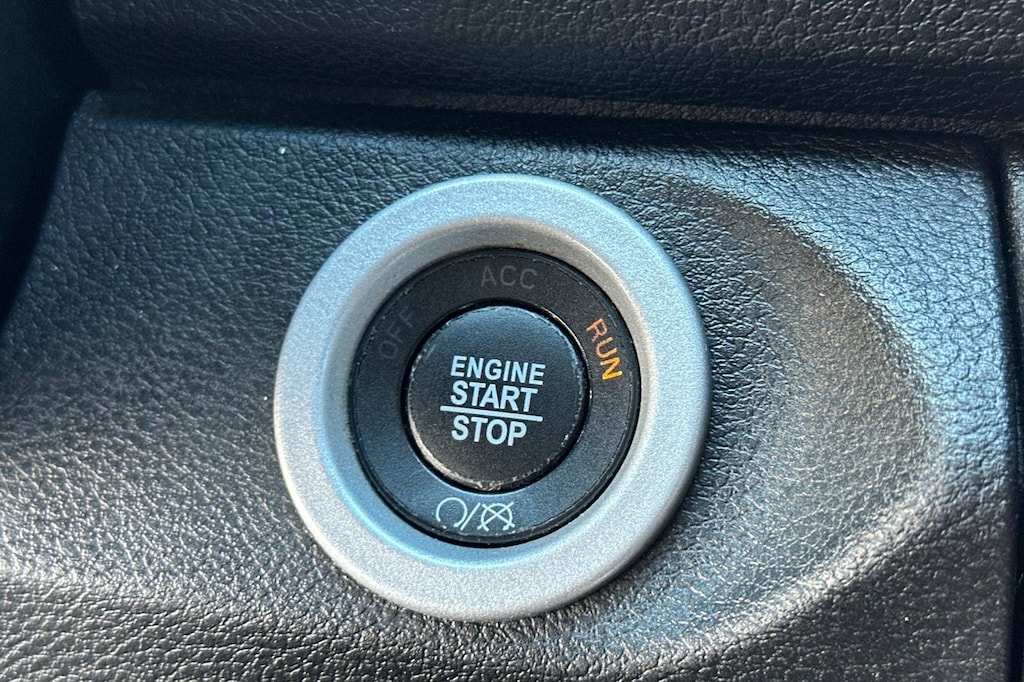 ACC
OFF
RUN
ENGINE
START
STOP